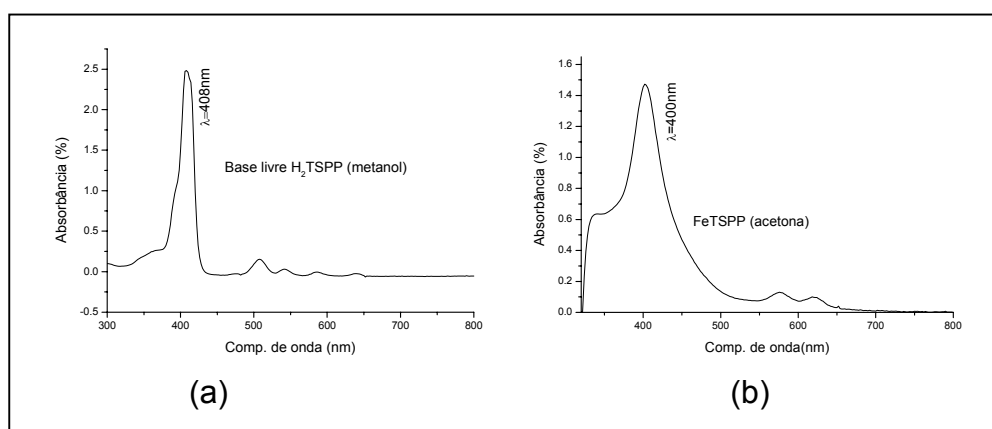 2.5
2.0
1.5
1.0
0.5
0.0
-0.5
300
400
500
600
700
800
Absorbância (%)
Comp. de onda (nm)
λ=408nm
Base livre H₂TSPP (metanol)
(a)
1.6
1.4
1.2
1.0
0.8
0.6
0.4
0.2
0.0
400
500
600
700
800
Absorbância (%)
Comp. de onda(nm)
λ=400nm
FeTSPP (acetona)
(b)